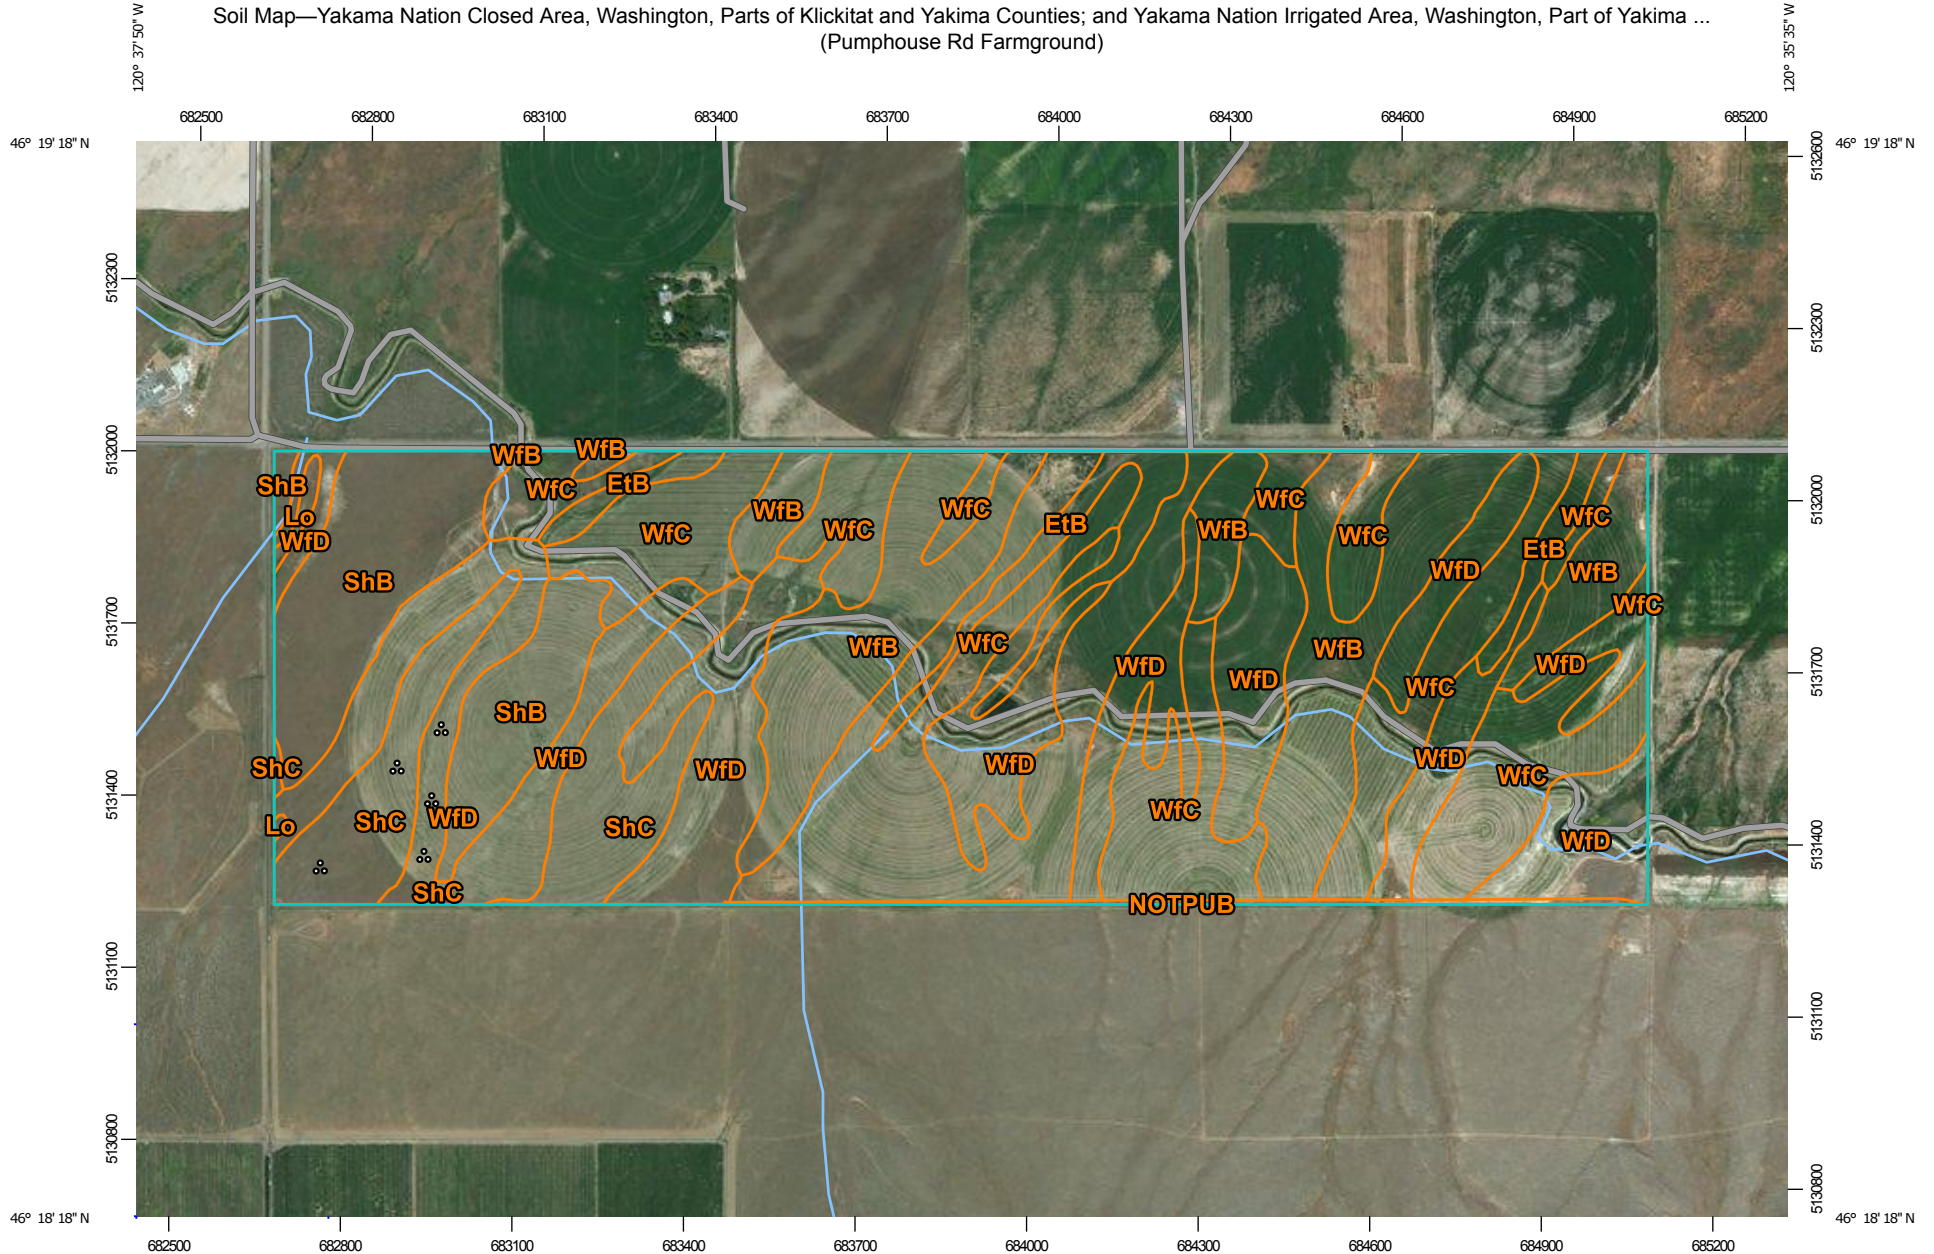 Soil Map—Yakama Nation Closed Area, Washington, Parts of Klickitat and Yakima Counties; and Yakama Nation Irrigated Area, Washington, Part of Yakima ...
(Pumphouse Rd Farmground)
120° 37' 50" W
120° 35' 35" W
682500 682800 683100 683400 683700 684000 684300 684600 684900 685200
46° 19' 18" N
46° 19' 18" N
5132300
5132000
5131700
5131400
5131100
5130800
5132600
5132300
5132000
5131700
5131400
5131100
5130800
WfB
WfB
ShB
WfC
EtB
Lo
WfD
WfC
WfB
WfC
WfC
EtB
WfB
WfC
WfC
WfC
EtB
WfD
WfB
ShB
WfC
WfB
WfC
WfD
WfD
WfB
WfC
WfD
ShB
WfD
WfD
WfD
WfD
WfC
ShC
Lo
ShC
WfD
ShC
WfC
WfD
ShC
NOTPUB
46° 18' 18" N
46° 18' 18" N
682500 682800 683100 683400 683700 684000 684300 684600 684900 685200